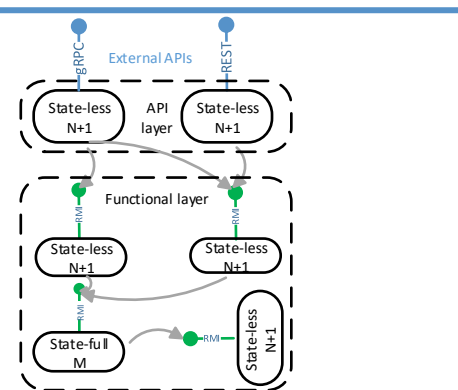 gRPC
External APIs
REST
State-less
N+1
API
layer
State-less
N+1
Functional layer
RMI
RMI
State-less
N+1
State-less
N+1
RMI
State-full
M
RMI
State-less
N+1